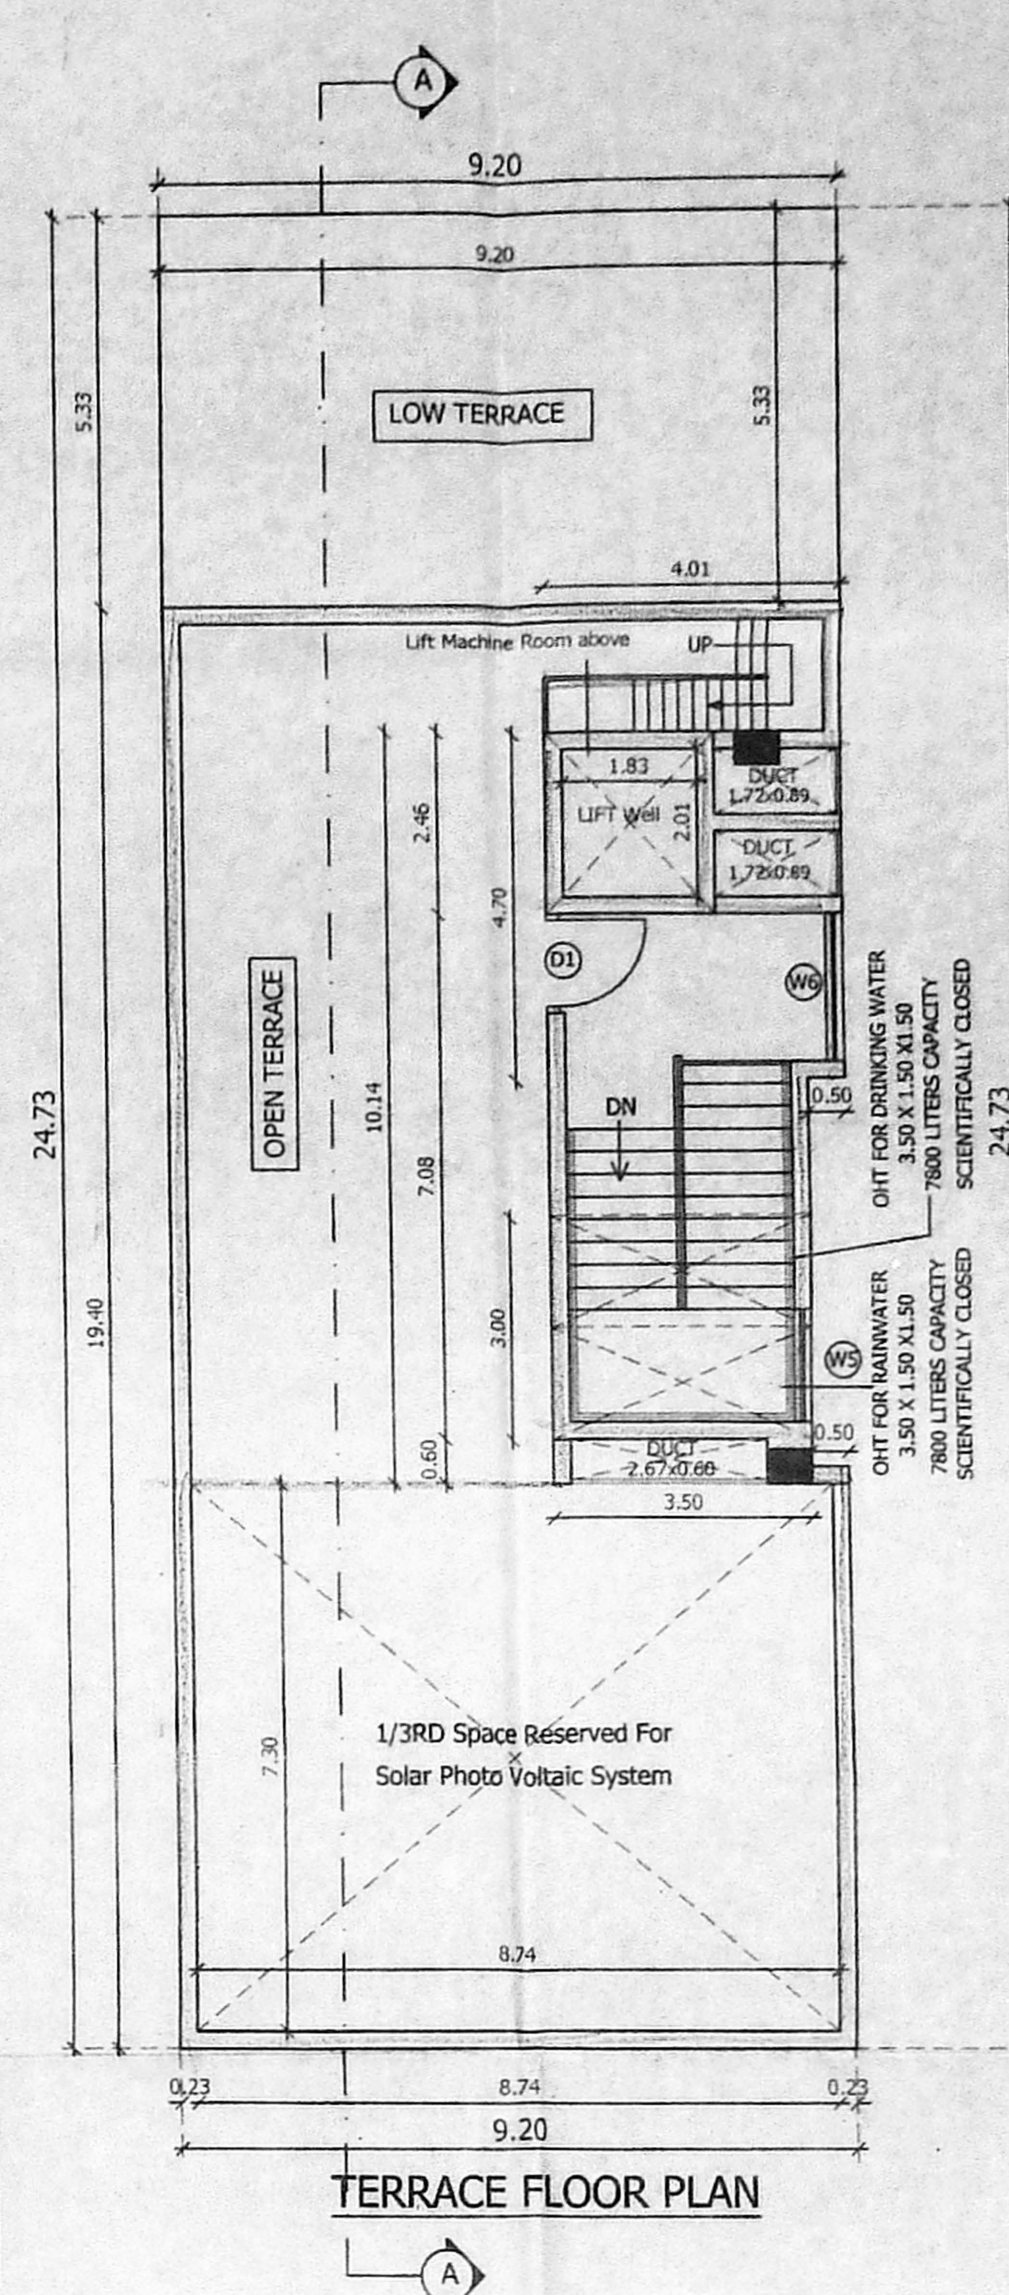 A
9.20
9.20
5.33
LOW TERRACE
5.33
4.01
Lift Machine Room above
UP
1.83
LIFT Well
2.01
DUCT
1.72x0.89
DUCT
1.72x0.89
2.46
4.70
D1
W6
OPEN TERRACE
10.14
7.08
DN
0.50
24.73
24.73
OHT FOR DRINKING WATER
3.50 X 1.50 X1.50
7800 LITERS CAPACITY
SCIENTIFICALLY CLOSED
19.40
3.00
W5
OHT FOR RAINWATER
3.50 X 1.50 X1.50
7800 LITERS CAPACITY
SCIENTIFICALLY CLOSED
0.60
0.50
DUCT
2.67x0.60
3.50
7.30
1/3RD Space Reserved For
Solar Photo Voltaic System
8.74
0.23
8.74
0.23
9.20
TERRACE FLOOR PLAN
A